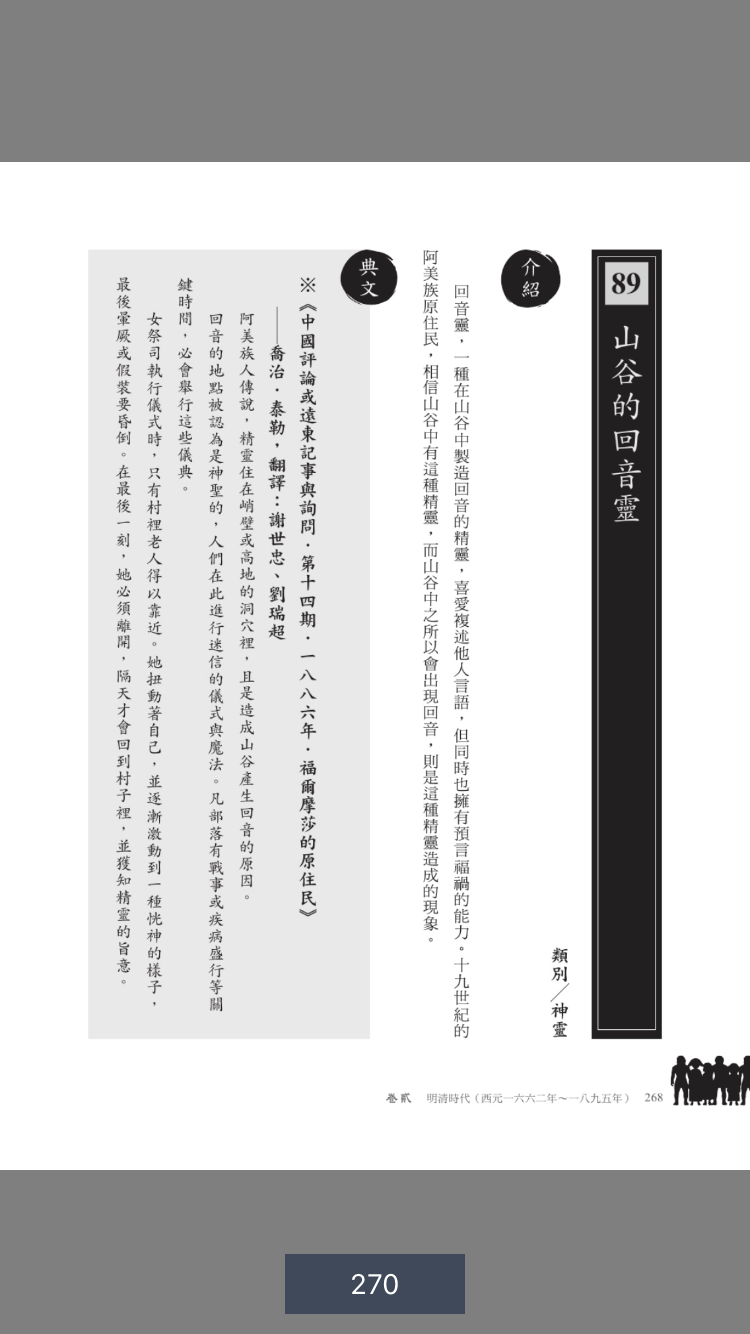 89
山谷的回音靈
類別／神靈
介紹
回音靈，一種在山谷中製造回音的精靈，喜愛複述他人言語，但同時也擁有預言福禍的能力。十九世紀的
阿美族原住民，相信山谷中有這種精靈，而山谷中之所以會出現回音，則是這種精靈造成的現象。
典文
※《中國評論或遠東記事與詢問．第十四期．一八八六年．福爾摩莎的原住民》
——喬治．泰勒，翻譯：謝世忠、劉瑞超
阿美族人傳說，精靈住在峭壁或高地的洞穴裡，且是造成山谷產生回音的原因。
回音的地點被認為是神聖的，人們在此進行迷信的儀式與魔法。凡部落有戰事或疾病盛行等關
鍵時間，必會舉行這些儀典。
女祭司執行儀式時，只有村裡老人得以靠近。她扭動著自己，並逐漸激動到一種恍神的樣子，
最後暈厥或假裝要昏倒。在最後一刻，她必須離開，隔天才會回到村子裡，並獲知精靈的旨意。
卷貳 明清時代（西元一六六二年～一八九五年） 268
270